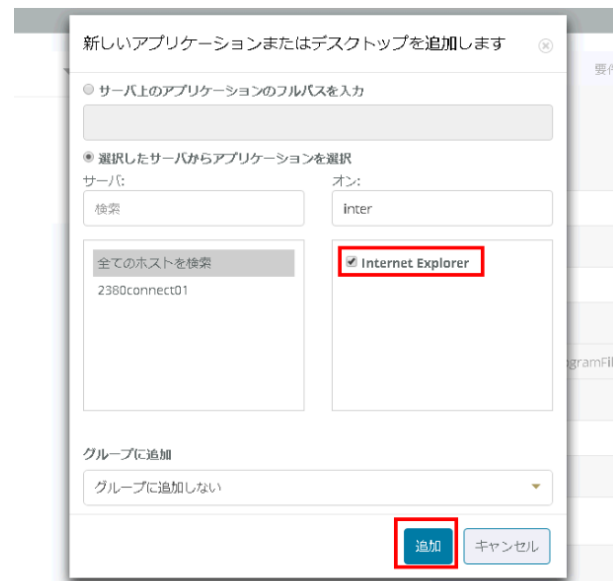 新しいアプリケーションまたはデスクトップを追加します
サーバ上のアプリケーションのフルパスを入力
選択したサーバからアプリケーションを選択
サーバ: オン:
検索 inter
全てのホストを検索 Internet Explorer
2380connect01
グループに追加
グループに追加しない
追加 キャンセル